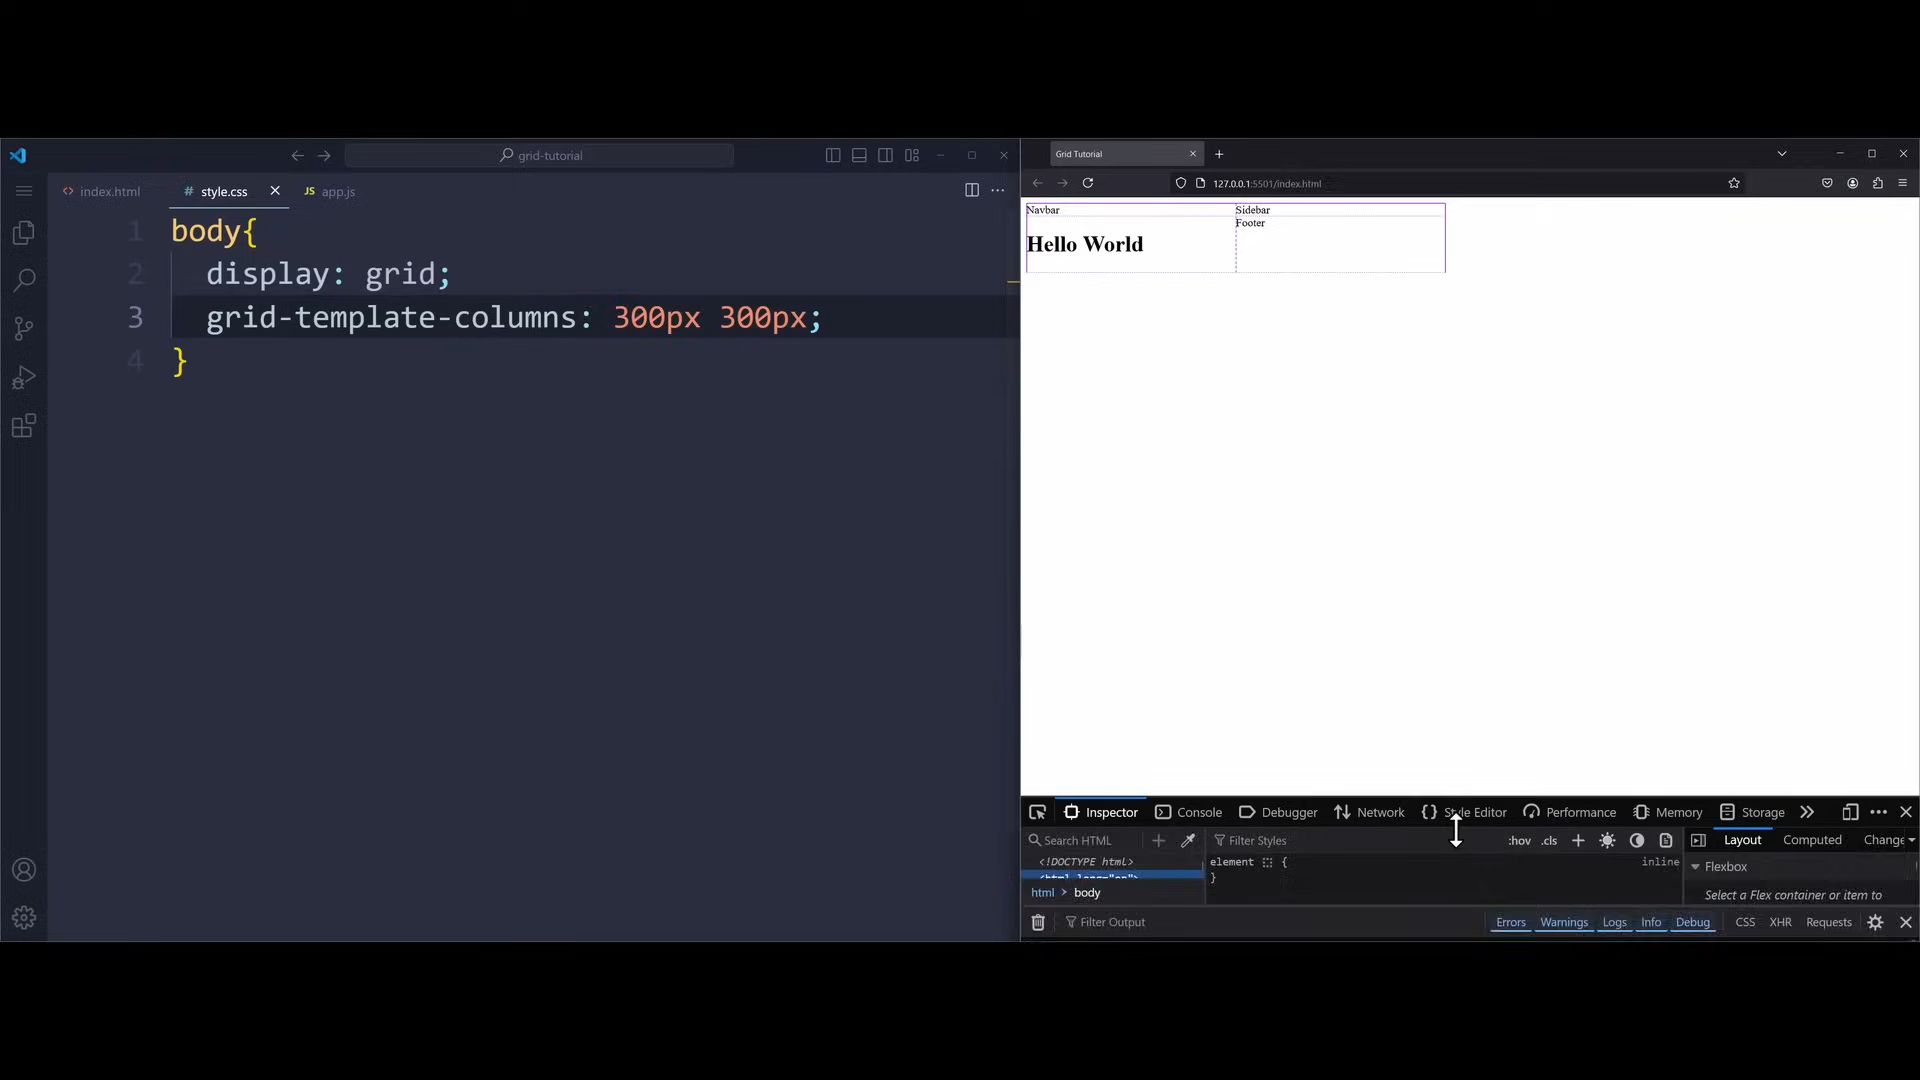 grid-tutorial
index.html
# style.css
JS app.js
1 body{
2 display: grid;
3 grid-template-columns: 300px 300px;
4 }
Grid Tutorial
127.0.0.1:5501/index.html
Navbar Sidebar
Footer
Hello World
Inspector Console Debugger Network Style Editor Performance Memory Storage
Search HTML
Filter Styles
:hov .cls
Layout Computed Change
<!DOCTYPE html>
<html lang="en">
element { inline
}
Flexbox
Select a Flex container or item to
html > body
Filter Output
Errors Warnings Logs Info Debug CSS XHR Requests